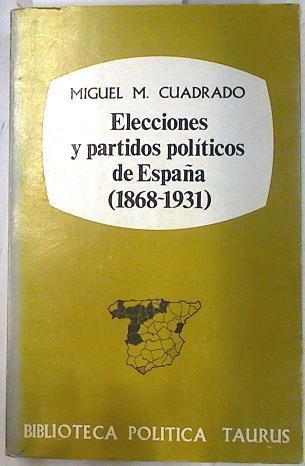 MIGUEL M. CUADRADO
Elecciones
y partidos políticos
de España
(1868-1931)
BIBLIOTECA POLITICA TAURUS